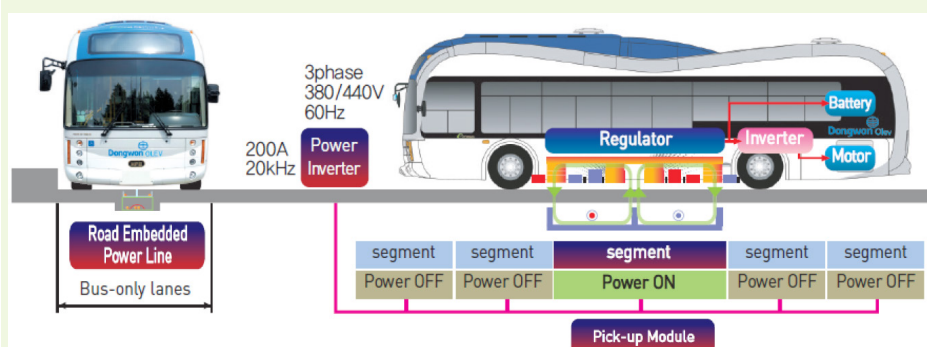 3phase
380/440V
60Hz
200A
20kHz
Power
Inverter
Dongwon OLEV
Road Embedded
Power Line
Bus-only lanes
Regulator
Inverter
Battery
Dongwon Olev
Motor
segment
segment
segment
segment
segment
Power OFF
Power OFF
Power ON
Power OFF
Power OFF
Pick-up Module